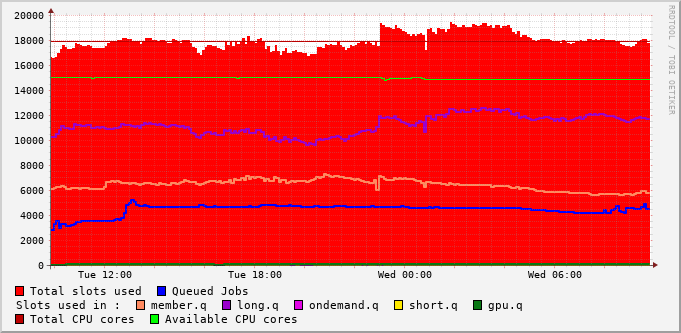 RRDTOOL / TOBI OETIKER
20000
18000
16000
14000
12000
10000
8000
6000
4000
2000
0
Tue 12:00 Tue 18:00 Wed 00:00 Wed 06:00
Total slots used Queued Jobs
Slots used in : member.q long.q ondemand.q short.q gpu.q
Total CPU cores Available CPU cores